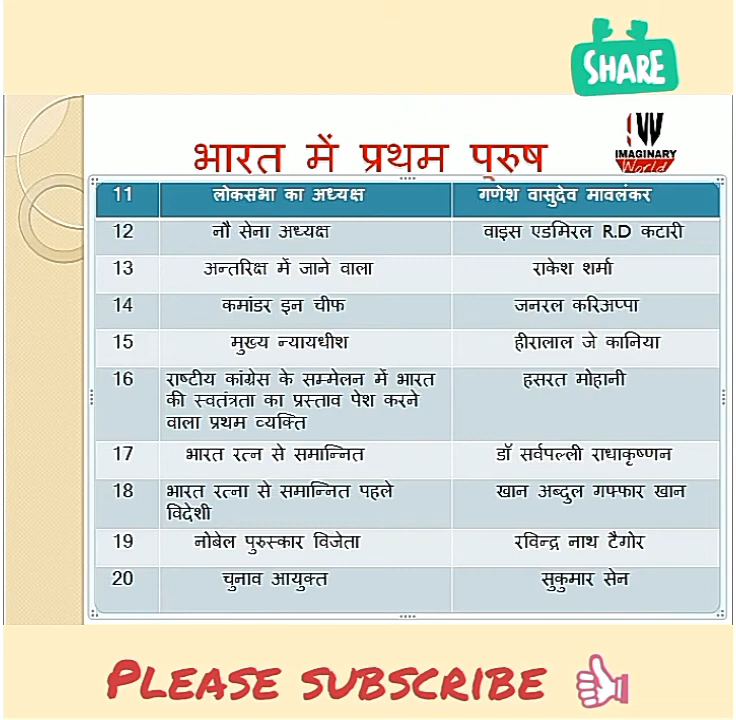 SHARE
भारत में प्रथम पुरुष
IMAGINARY
World
11 लोकसभा का अध्यक्ष गणेश वासुदेव मावलंकर
12 नौ सेना अध्यक्ष वाइस एडमिरल R.D कटारी
13 अन्तरिक्ष में जाने वाला राकेश शर्मा
14 कमांडर इन चीफ जनरल करिअप्पा
15 मुख्य न्यायधीश हीरालाल जे कानिया
16 राष्टीय कांग्रेस के सम्मेलन में भारत हसरत मोहानी
की स्वतंत्रता का प्रस्ताव पेश करने
वाला प्रथम व्यक्ति
17 भारत रत्न से समान्नित डॉ सर्वपल्ली राधाकृष्णन
18 भारत रत्ना से समान्नित पहले खान अब्दुल गफ्फार खान
विदेशी
19 नोबेल पुरुस्कार विजेता रविन्द्र नाथ टैगोर
20 चुनाव आयुक्त सुकुमार सेन
PLEASE SUBSCRIBE